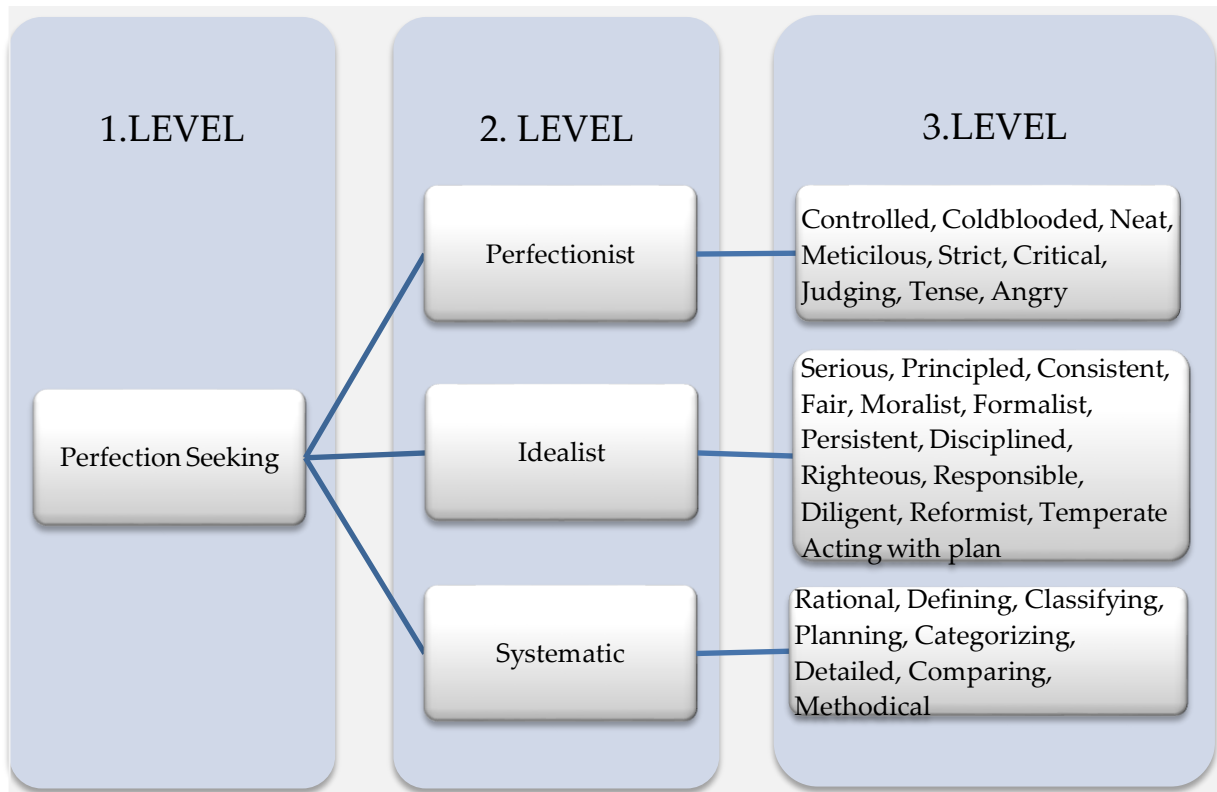 1.LEVEL
2. LEVEL
3.LEVEL
Perfection Seeking
Perfectionist
Idealist
Systematic
Controlled, Coldblooded, Neat,
Meticilous, Strict, Critical,
Judging, Tense, Angry
Serious, Principled, Consistent,
Fair, Moralist, Formalist,
Persistent, Disciplined,
Righteous, Responsible,
Diligent, Reformist, Temperate
Acting with plan
Rational, Defining, Classifying,
Planning, Categorizing,
Detailed, Comparing,
Methodical